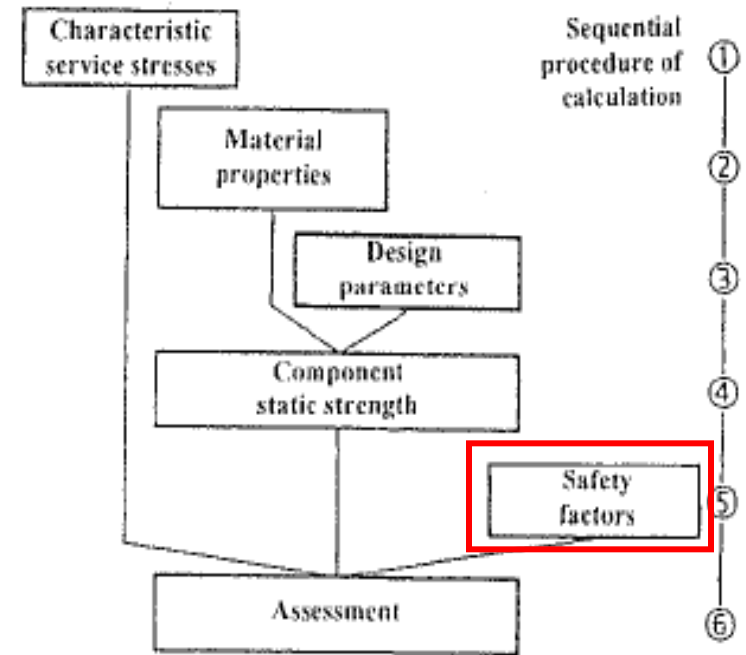 Characteristic
service stresses
Sequential
procedure of
calculation
①
Material
properties
②
Design
parameters
③
Component
static strength
④
Safety
factors
⑤
Assessment
⑥